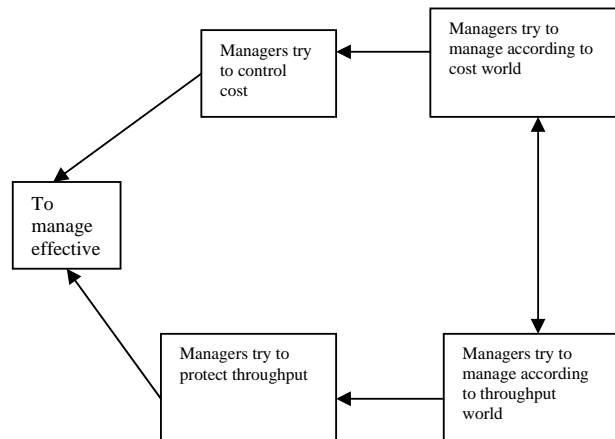 Managers try
to control
cost
Managers try to
manage according to
cost world
To
manage
effective
Managers try to
protect throughput
Managers try to
manage according
to throughput
world